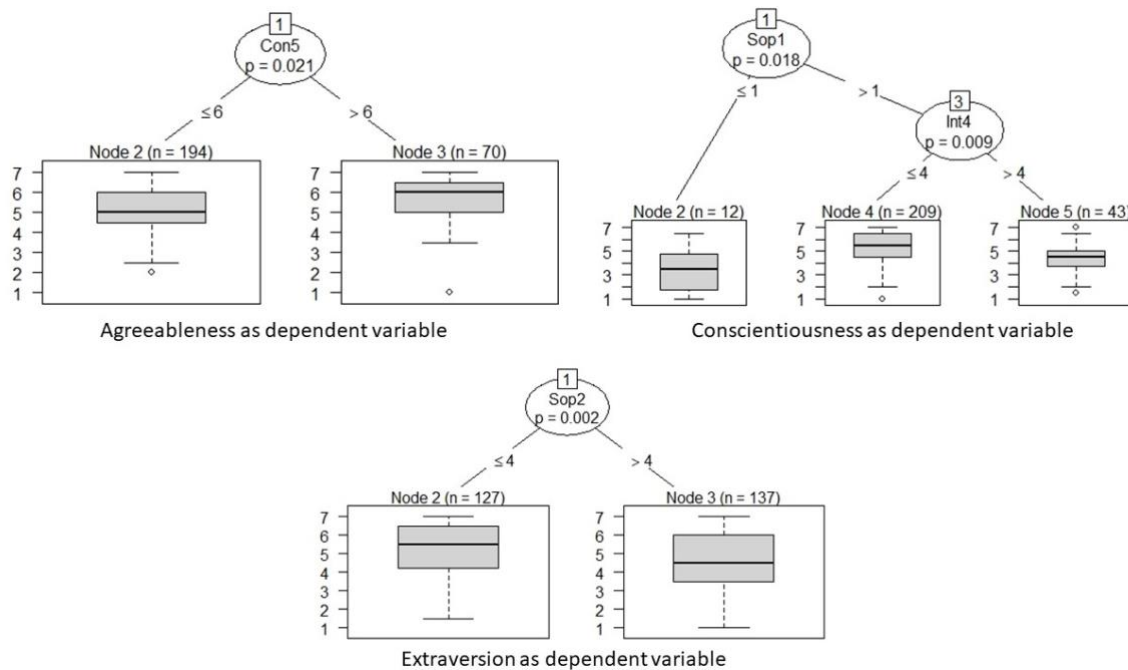 1
Con5
p = 0.021
≤ 6
> 6
Node 2 (n = 194)
Node 3 (n = 70)
7
6
5
4
3
2
1
7
6
5
4
3
2
1
Agreeableness as dependent variable
1
Sop1
p = 0.018
≤ 1
> 1
3
Int4
p = 0.009
≤ 4
> 4
Node 2 (n = 12)
Node 4 (n = 209)
Node 5 (n = 43)
7
5
3
1
7
5
3
1
7
5
3
1
Conscientiousness as dependent variable
1
Sop2
p = 0.002
≤ 4
> 4
Node 2 (n = 127)
Node 3 (n = 137)
7
6
5
4
3
2
1
7
6
5
4
3
2
1
Extraversion as dependent variable